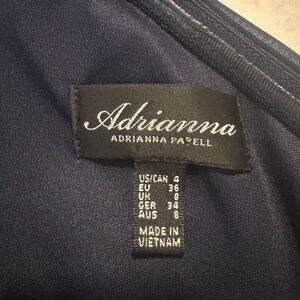 Adrianna
ADRIANNA PAPELL
US/CAN 4
EU 36
UK 8
GER 34
AUS 8
MADE IN
VIETNAM